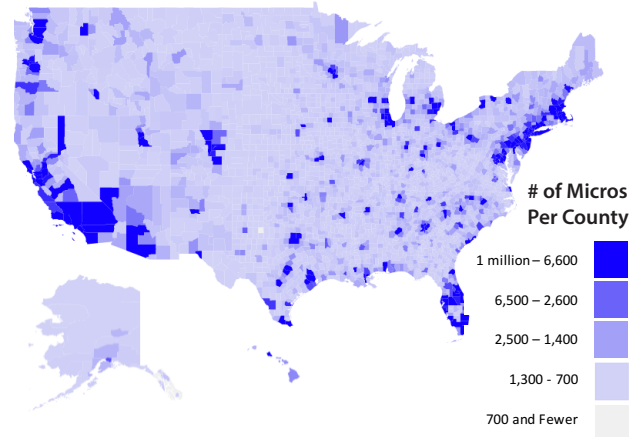 # of Micros
Per County
1 million – 6,600
6,500 – 2,600
2,500 – 1,400
1,300 - 700
700 and Fewer